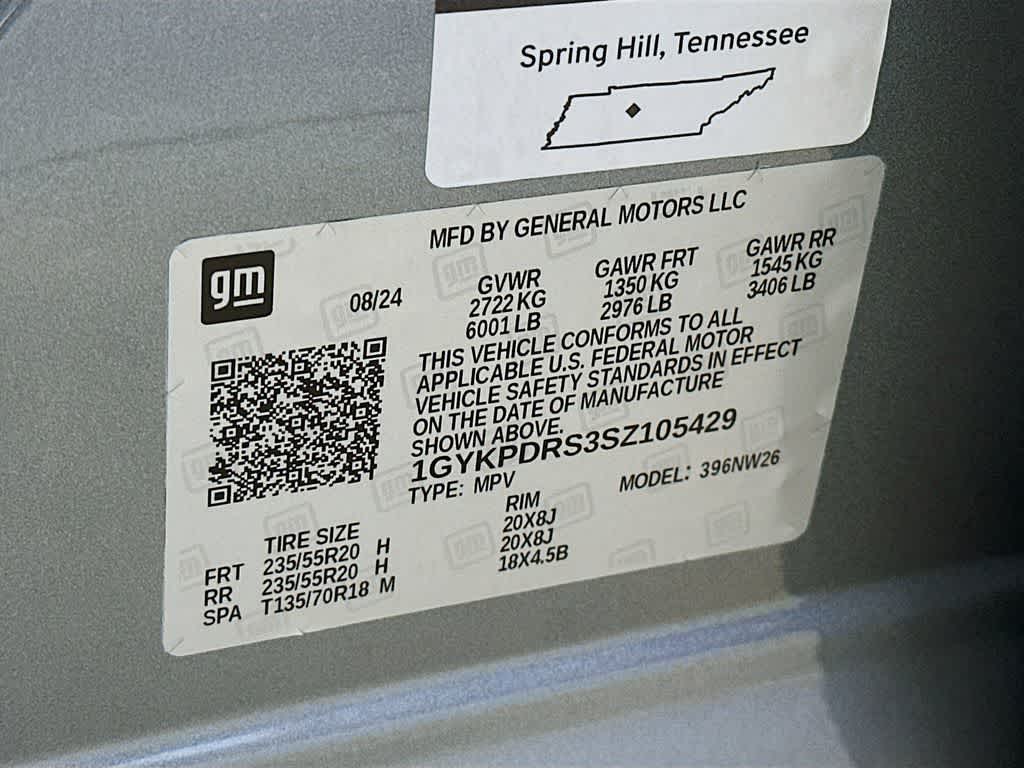 Spring Hill, Tennessee
MFD BY GENERAL MOTORS LLC
gm
08/24
GVWR
2722 KG
6001 LB
GAWR FRT
1350 KG
2976 LB
GAWR RR
1545 KG
3406 LB
THIS VEHICLE CONFORMS TO ALL
APPLICABLE U.S. FEDERAL MOTOR
VEHICLE SAFETY STANDARDS IN EFFECT
ON THE DATE OF MANUFACTURE
SHOWN ABOVE.
1GYKPDRS3SZ105429
TYPE: MPV
MODEL: 396NW26
TIRE SIZE RIM
FRT 235/55R20 H 20X8J
RR 235/55R20 H 20X8J
SPA T135/70R18 M 18X4.5B